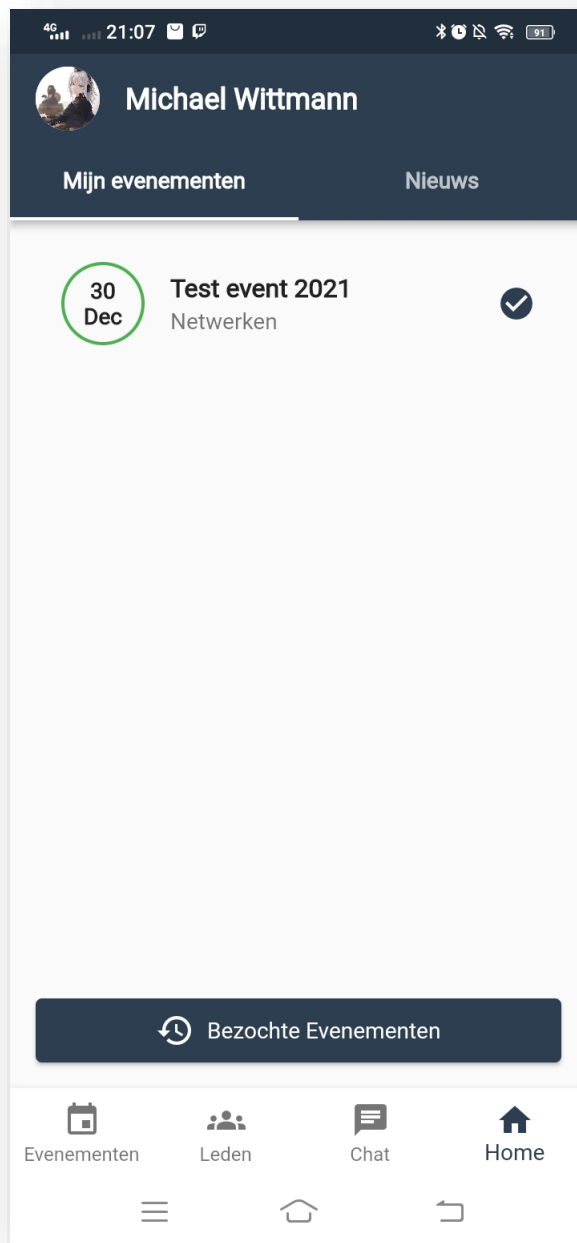 4G 21:07 91
Michael Wittmann
Mijn evenementen Nieuws
30
Dec
Test event 2021
Netwerken
Bezochte Evenementen
Evenementen Leden Chat Home